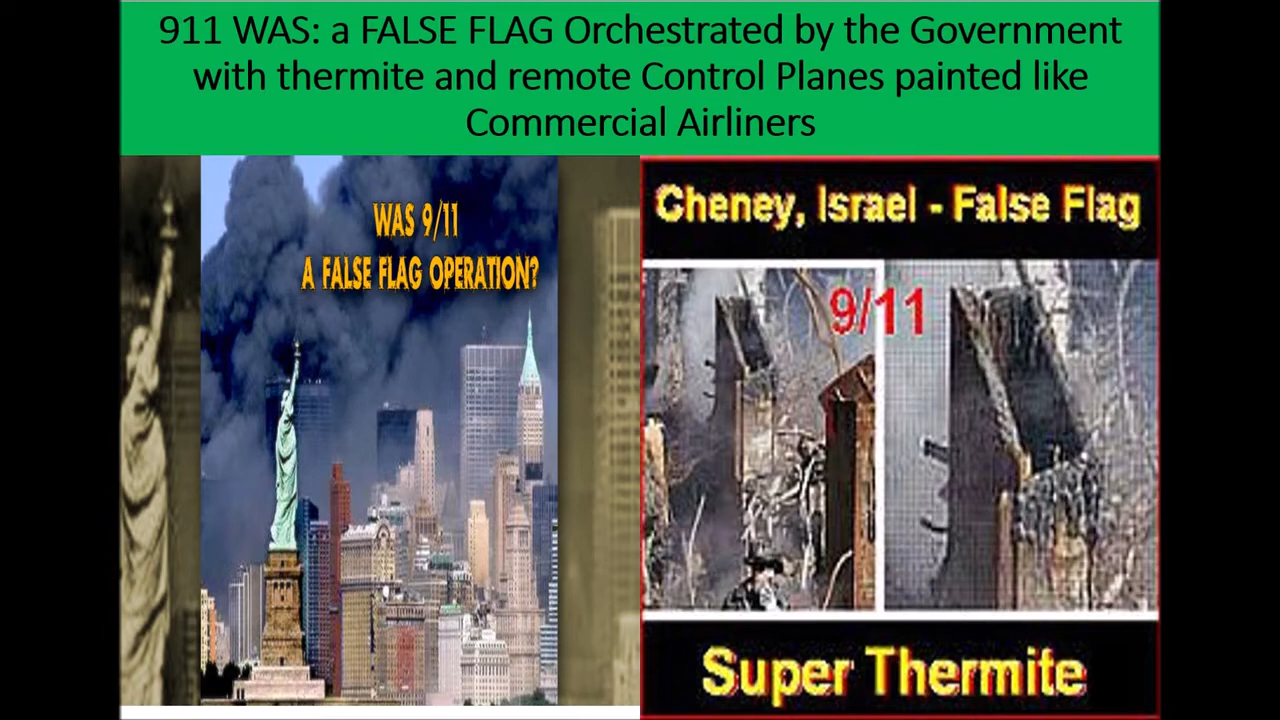 911 WAS: a FALSE FLAG Orchestrated by the Government
with thermite and remote Control Planes painted like
Commercial Airliners
WAS 9/11
A FALSE FLAG OPERATION?
Cheney, Israel - False Flag
9/11
Super Thermite